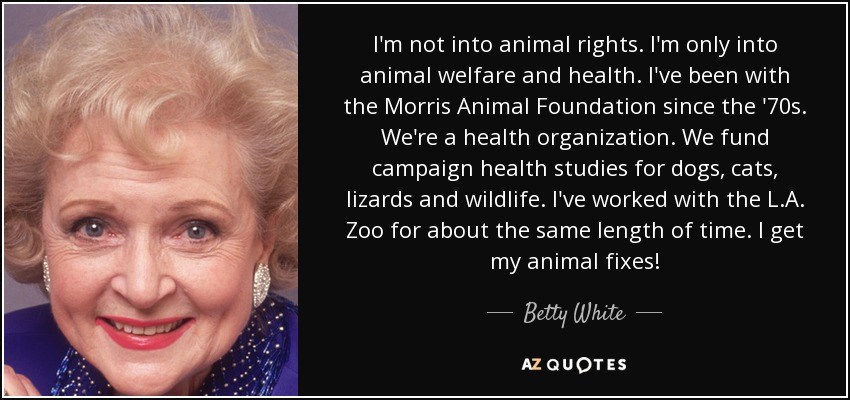 I'm not into animal rights. I'm only into
animal welfare and health. I've been with
the Morris Animal Foundation since the '70s.
We're a health organization. We fund
campaign health studies for dogs, cats,
lizards and wildlife. I've worked with the L.A.
Zoo for about the same length of time. I get
my animal fixes!
Betty White
AZ QUOTES